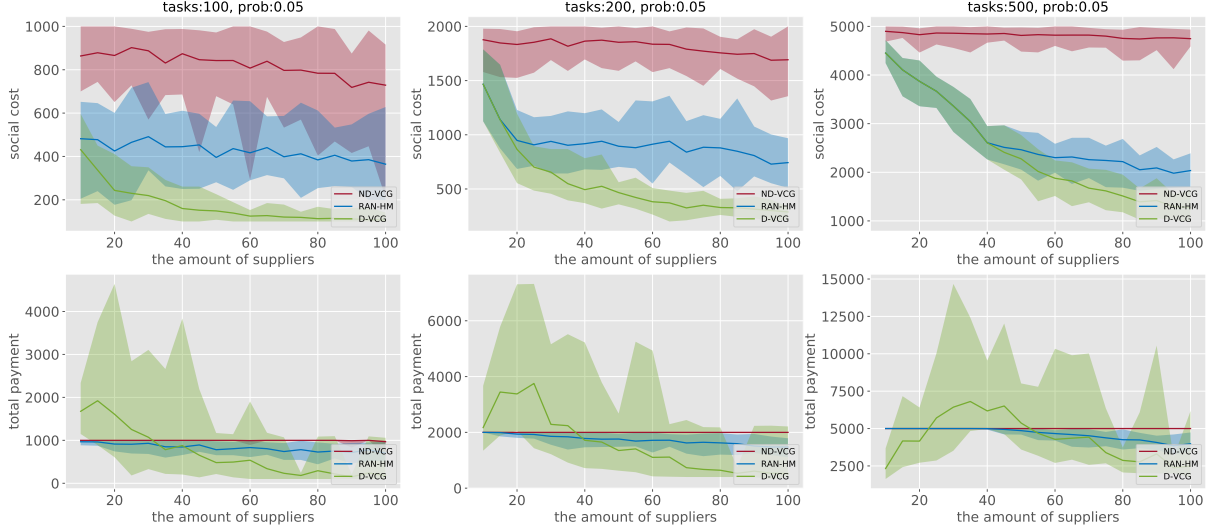 tasks:100, prob:0.05
tasks:200, prob:0.05
tasks:500, prob:0.05
social cost
1000
800
600
400
200
20
40
60
80
100
the amount of suppliers
ND-VCG
RAN-HM
D-VCG
social cost
2000
1500
1000
500
20
40
60
80
100
the amount of suppliers
ND-VCG
RAN-HM
D-VCG
social cost
5000
4000
3000
2000
1000
20
40
60
80
100
the amount of suppliers
ND-VCG
RAN-HM
D-VCG
total payment
4000
3000
2000
1000
0
20
40
60
80
100
the amount of suppliers
ND-VCG
RAN-HM
D-VCG
total payment
6000
4000
2000
0
20
40
60
80
100
the amount of suppliers
ND-VCG
RAN-HM
D-VCG
total payment
15000
12500
10000
7500
5000
2500
20
40
60
80
100
the amount of suppliers
ND-VCG
RAN-HM
D-VCG